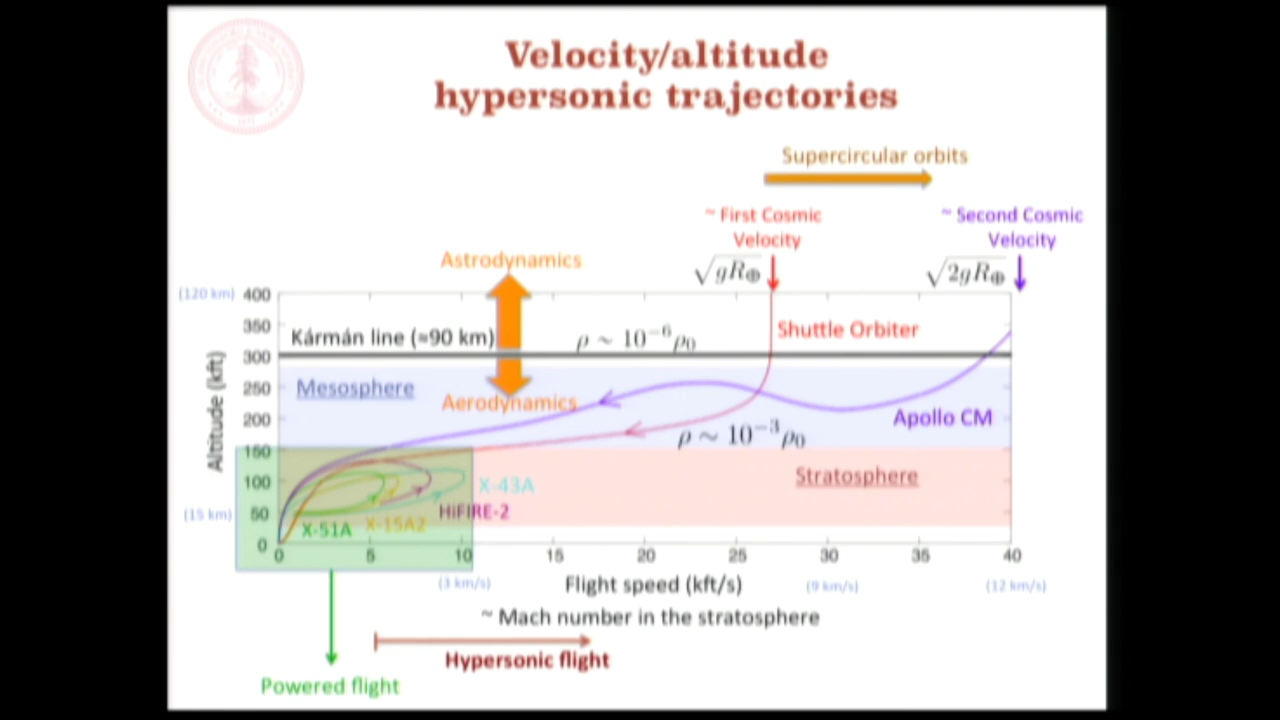 Velocity/altitude
hypersonic trajectories
Supercircular orbits
~ First Cosmic
Velocity
~ Second Cosmic
Velocity
√gR⊕
√2gR⊕
Astrodynamics
(120 km)
400
350
Kármán line (≈90 km)
ρ ~ 10⁻⁶ρ₀
Shuttle Orbiter
300
Mesosphere
250
Aerodynamics
200
Apollo CM
ρ ~ 10⁻³ρ₀
150
Stratosphere
100
X-43A
(15 km)
50
HiFIRE-2
X-51A
X-15A2
0
Altitude (kft)
0 5 10 15 20 25 30 35 40
(3 km/s)
Flight speed (kft/s)
(9 km/s)
(12 km/s)
~ Mach number in the stratosphere
Hypersonic flight
Powered flight